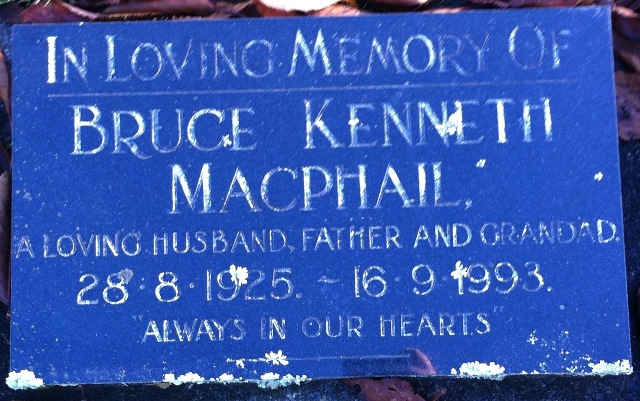 IN LOVING MEMORY OF
BRUCE KENNETH
MACPHAIL,
A LOVING HUSBAND, FATHER AND GRANDAD.
28·8·1925. ~ 16·9·1993.
"ALWAYS IN OUR HEARTS"